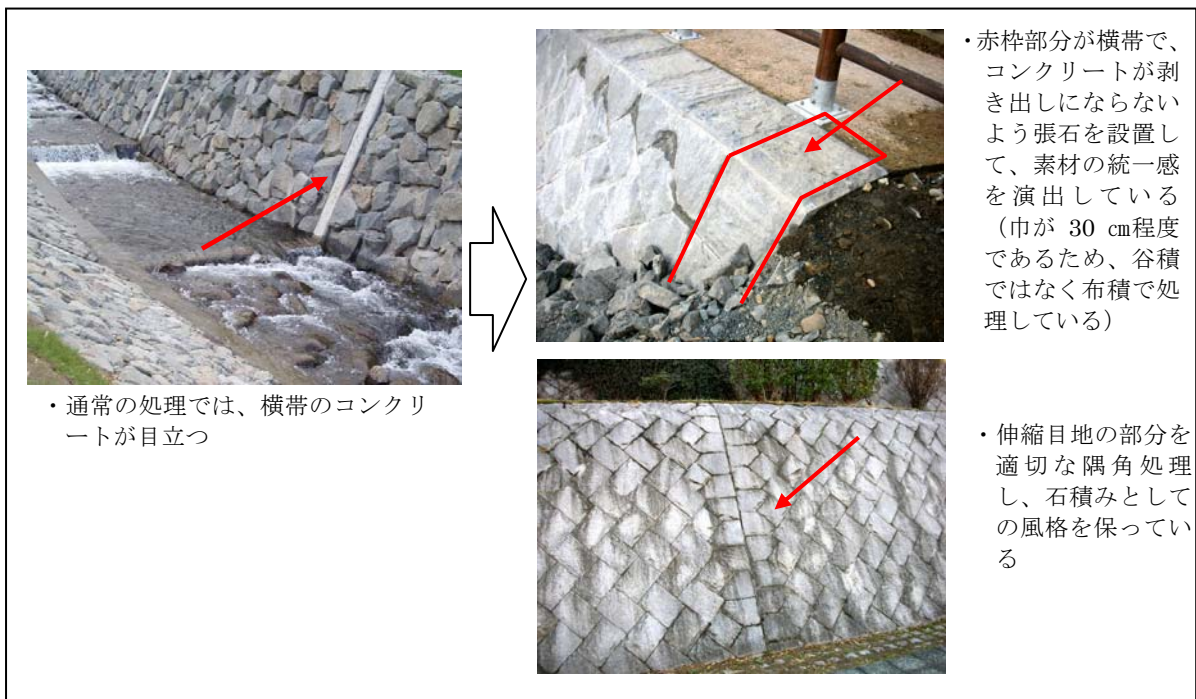 ・通常の処理では、横帯のコンクリ
ートが目立つ
・赤枠部分が横帯で、
コンクリートが剥
き出しにならない
よう張石を設置し
て、素材の統一感
を演出している
（巾が 30 ㎝程度
であるため、谷積
ではなく布積で処
理している）
・伸縮目地の部分を
適切な隅角処理
し、石積みとして
の風格を保ってい
る